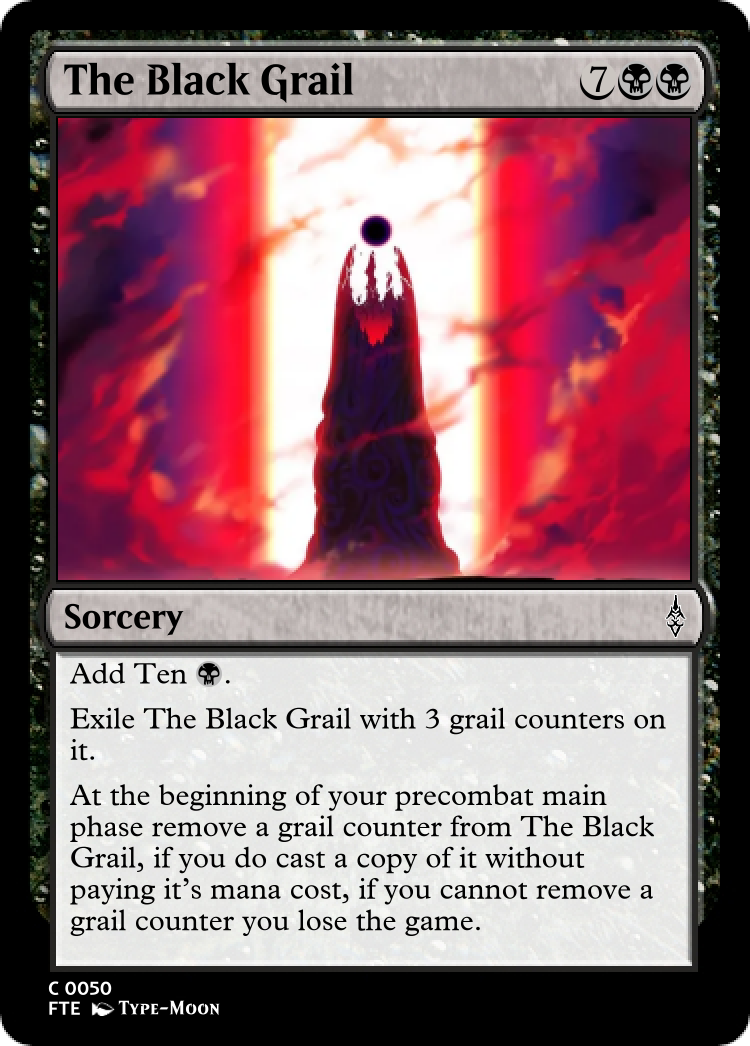 The Black Grail 7
Sorcery
Add Ten .
Exile The Black Grail with 3 grail counters on
it.
At the beginning of your precombat main
phase remove a grail counter from The Black
Grail, if you do cast a copy of it without
paying it's mana cost, if you cannot remove a
grail counter you lose the game.
C 0050
FTE Type-Moon